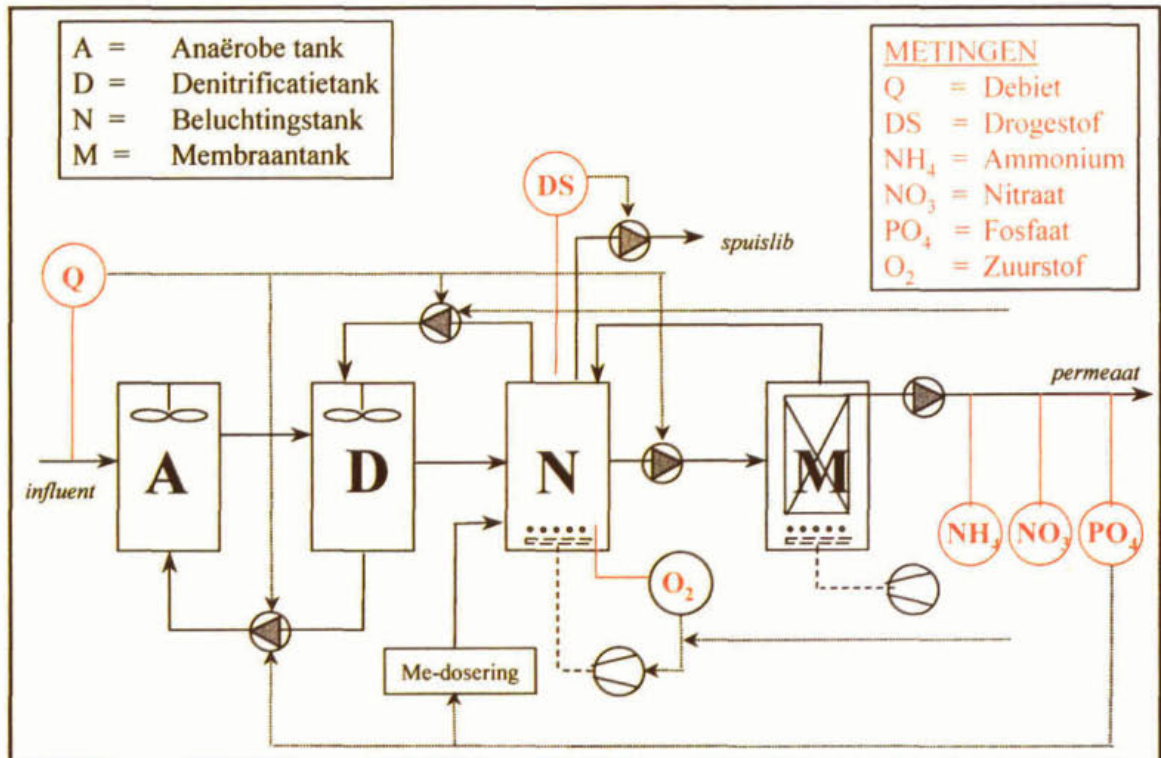 A = Anaërobe tank
D = Denitrificatietank
N = Beluchtingstank
M = Membraantank
METINGEN
Q = Debiet
DS = Drogestof
NH₄ = Ammonium
NO₃ = Nitraat
PO₄ = Fosfaat
O₂ = Zuurstof
DS
spuislib
Q
permeaat
influent
A
D
N
M
NH₄
NO₃
PO₄
O₂
Me-dosering